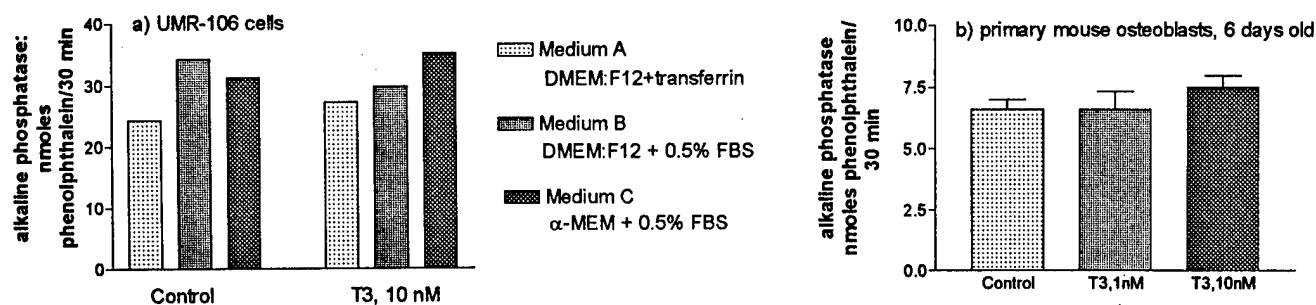 a) UMR-106 cells
alkaline phosphatase:
nmoles
phenolphthalein/30 min
40
30
20
10
0
Control
T3, 10 nM
Medium A
DMEM:F12+transferrin
Medium B
DMEM:F12 + 0.5% FBS
Medium C
α-MEM + 0.5% FBS
b) primary mouse osteoblasts, 6 days old
alkaline phosphatase
nmoles phenolphthalein/
30 min
10.0
7.5
5.0
2.5
0.0
Control
T3,1nM
T3,10nM